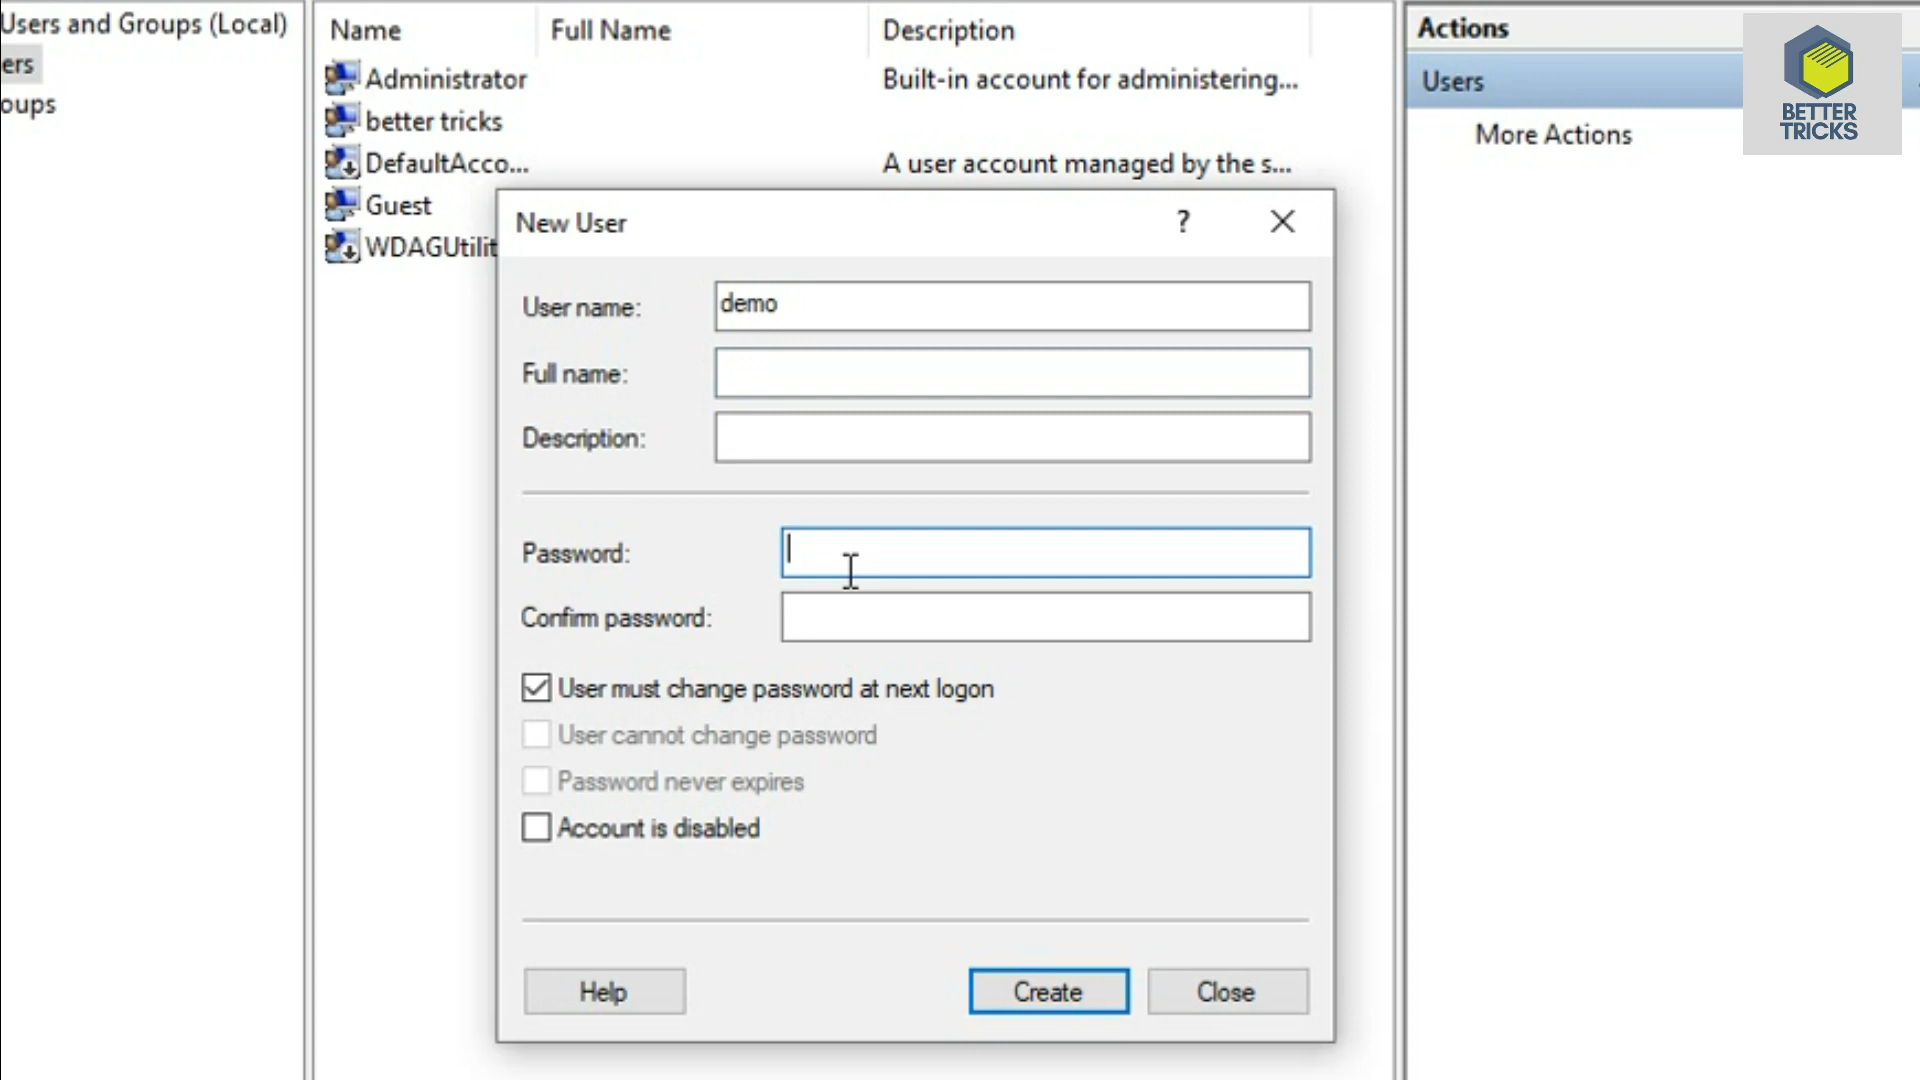 Users and Groups (Local)
ers
oups
Name Full Name Description
Administrator Built-in account for administering...
better tricks
DefaultAcco... A user account managed by the s...
Guest
WDAGUtilit
Actions
Users
More Actions
BETTER
TRICKS
New User ?
User name: demo
Full name:
Description:
Password:
Confirm password:
User must change password at next logon
User cannot change password
Password never expires
Account is disabled
Help Create Close